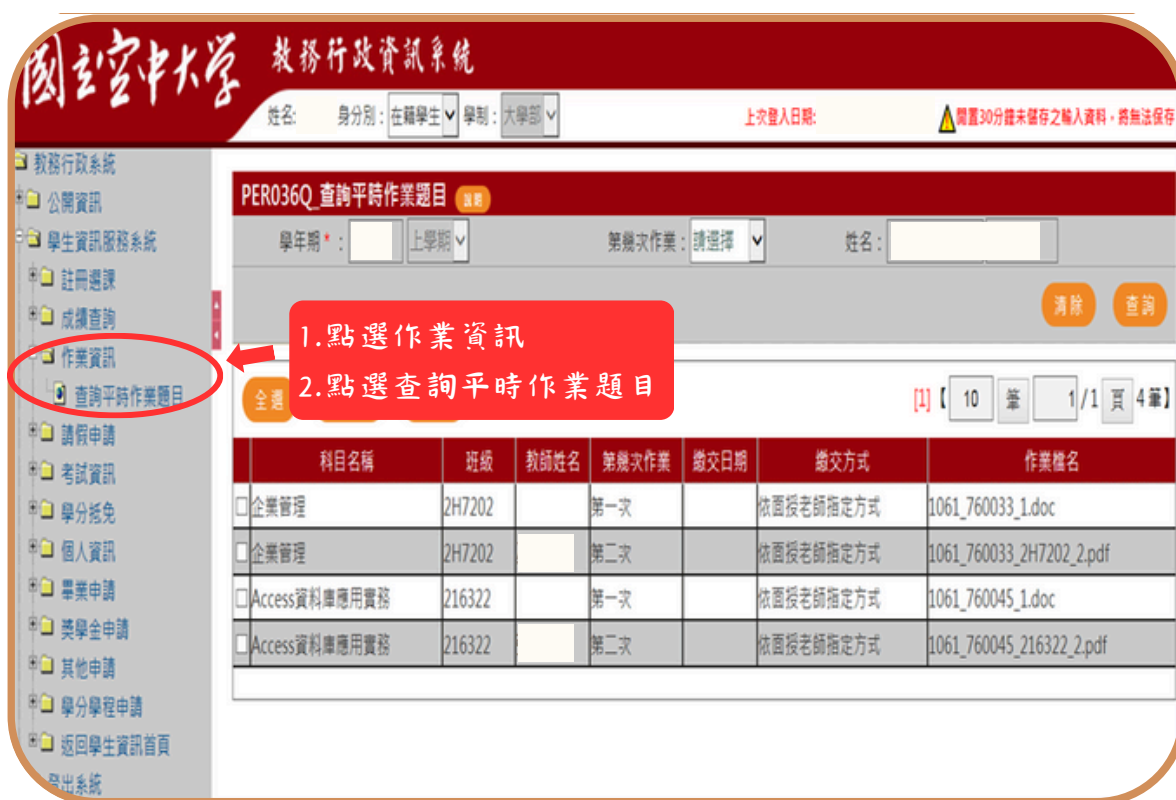 國立空中大學 教務行政資訊系統
姓名: 身分別：在籍學生 學制：大學部 上次登入日期: 閒置30分鐘未儲存之輸入資料，將無法保存
教務行政系統
公開資訊
學生資訊服務系統
註冊選課
成績查詢
作業資訊
查詢平時作業題目
請假申請
考試資訊
學分抵免
個人資訊
畢業申請
獎學金申請
其他申請
學分學程申請
返回學生資訊首頁
登出系統
PER036Q_查詢平時作業題目 說明
學年期*： 上學期 第幾次作業：請選擇 姓名：
清除 查詢
1.點選作業資訊
2.點選查詢平時作業題目
全選 [1]【 10 筆 1/1 頁 4筆】
科目名稱 班級 教師姓名 第幾次作業 繳交日期 繳交方式 作業檔名
企業管理 2H7202 第一次 依面授老師指定方式 1061_760033_1.doc
企業管理 2H7202 第二次 依面授老師指定方式 1061_760033_2H7202_2.pdf
Access資料庫應用實務 216322 第一次 依面授老師指定方式 1061_760045_1.doc
Access資料庫應用實務 216322 第二次 依面授老師指定方式 1061_760045_216322_2.pdf